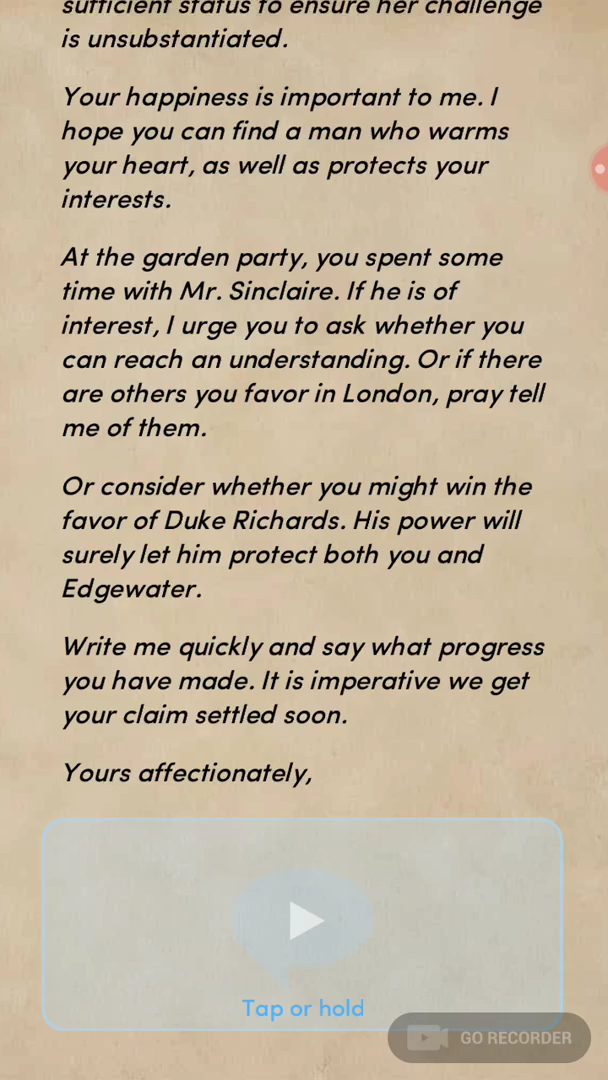 sufficient status to ensure her challenge
is unsubstantiated.
Your happiness is important to me. I
hope you can find a man who warms
your heart, as well as protects your
interests.
At the garden party, you spent some
time with Mr. Sinclaire. If he is of
interest, I urge you to ask whether you
can reach an understanding. Or if there
are others you favor in London, pray tell
me of them.
Or consider whether you might win the
favor of Duke Richards. His power will
surely let him protect both you and
Edgewater.
Write me quickly and say what progress
you have made. It is imperative we get
your claim settled soon.
Yours affectionately,
Tap or hold
GO RECORDER